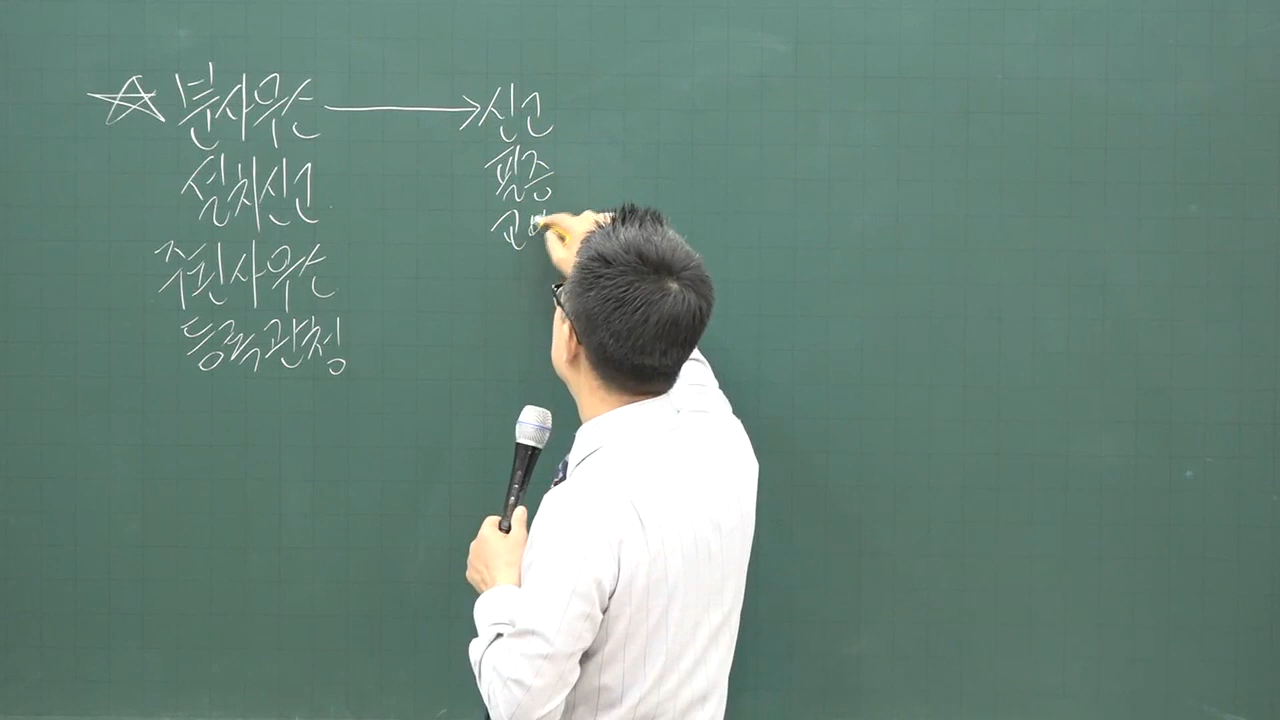 ☆ 분사무소 → 신고
설치신고 필증
주된사무소 교
등록관청